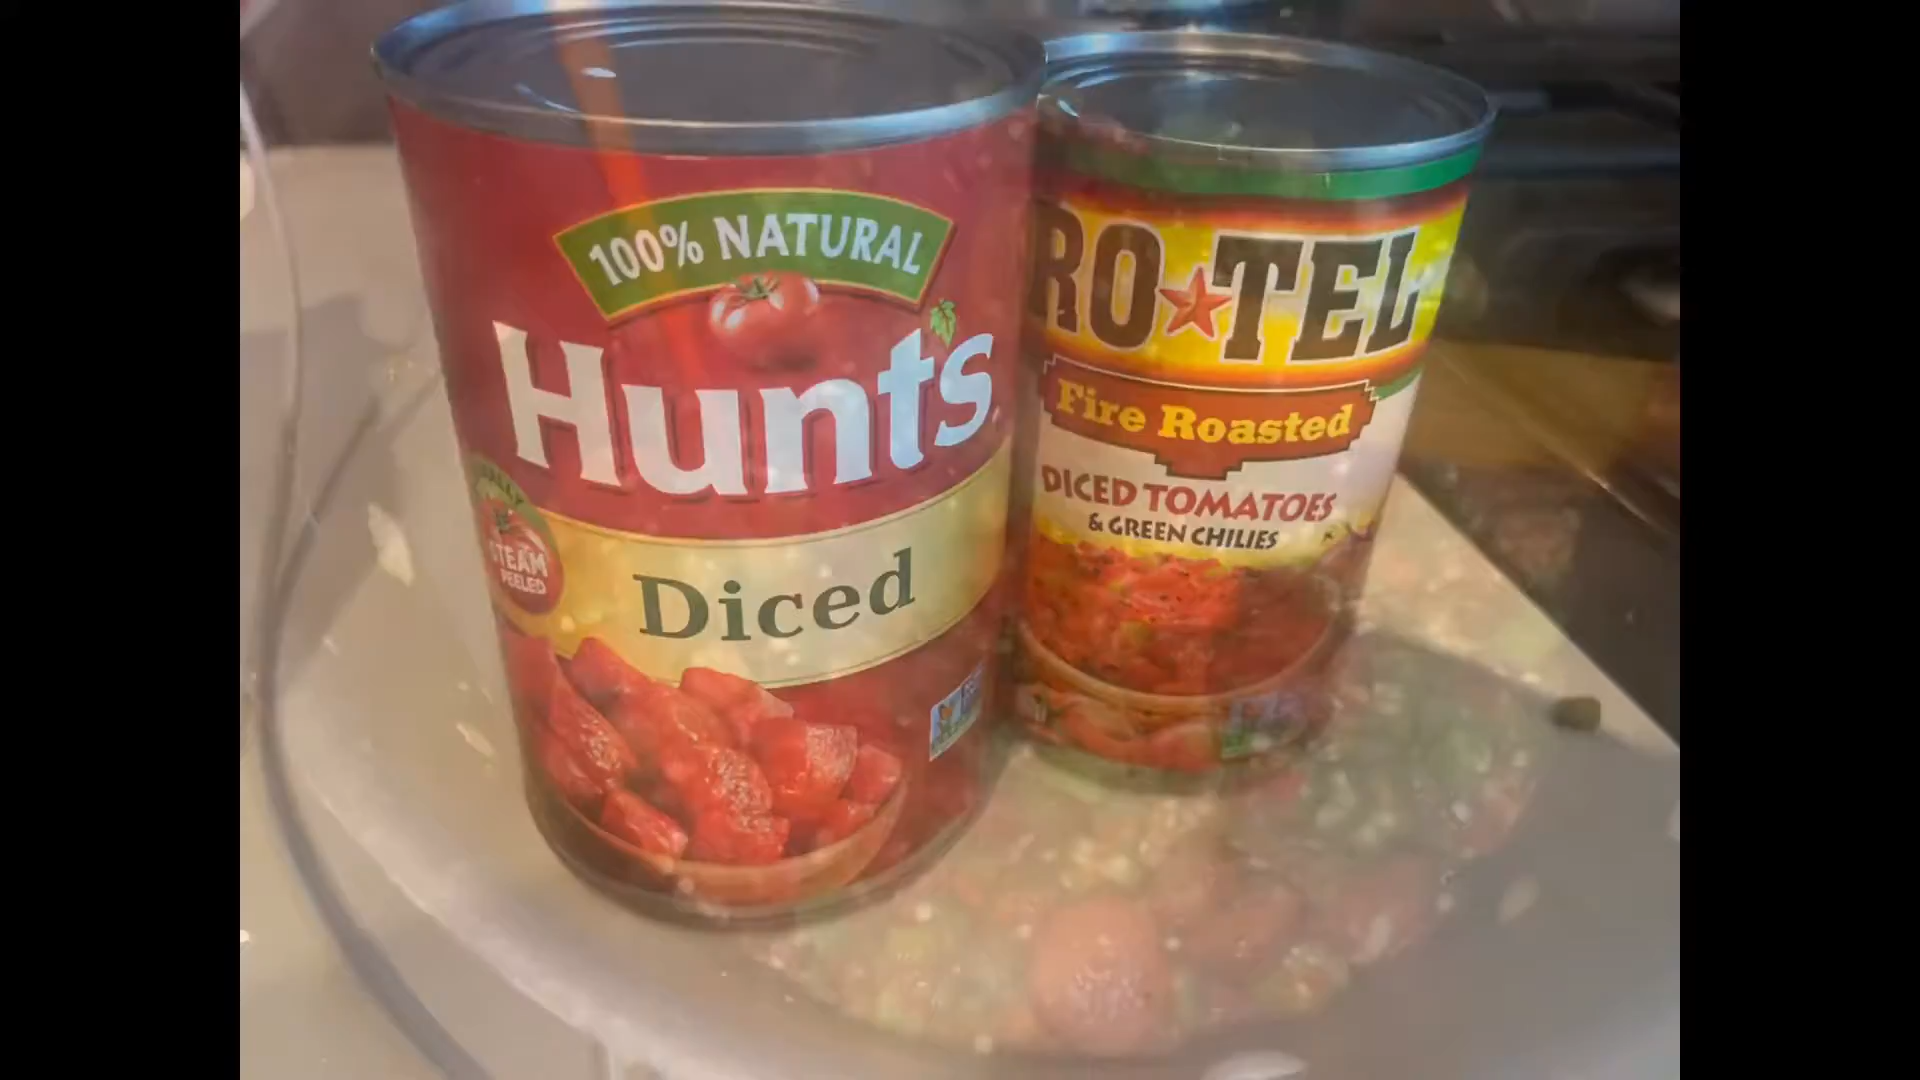 100% NATURAL
Hunt's
STEAM
PEELED
Diced
RO★TEL
Fire Roasted
DICED TOMATOES
& GREEN CHILIES